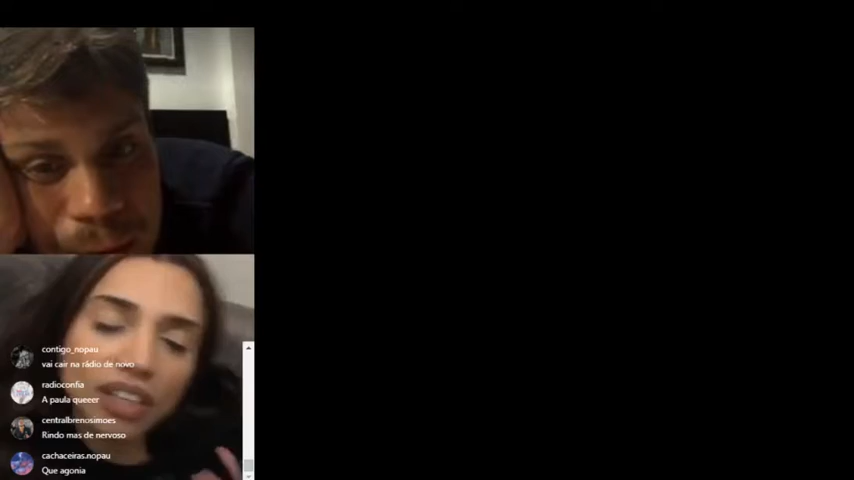 contigo_nopau
vai cair na rádio de novo
radioconfia
A paula queeer
centralbrenosimoes
Rindo mas de nervoso
cachaceiras.nopau
Que agonia